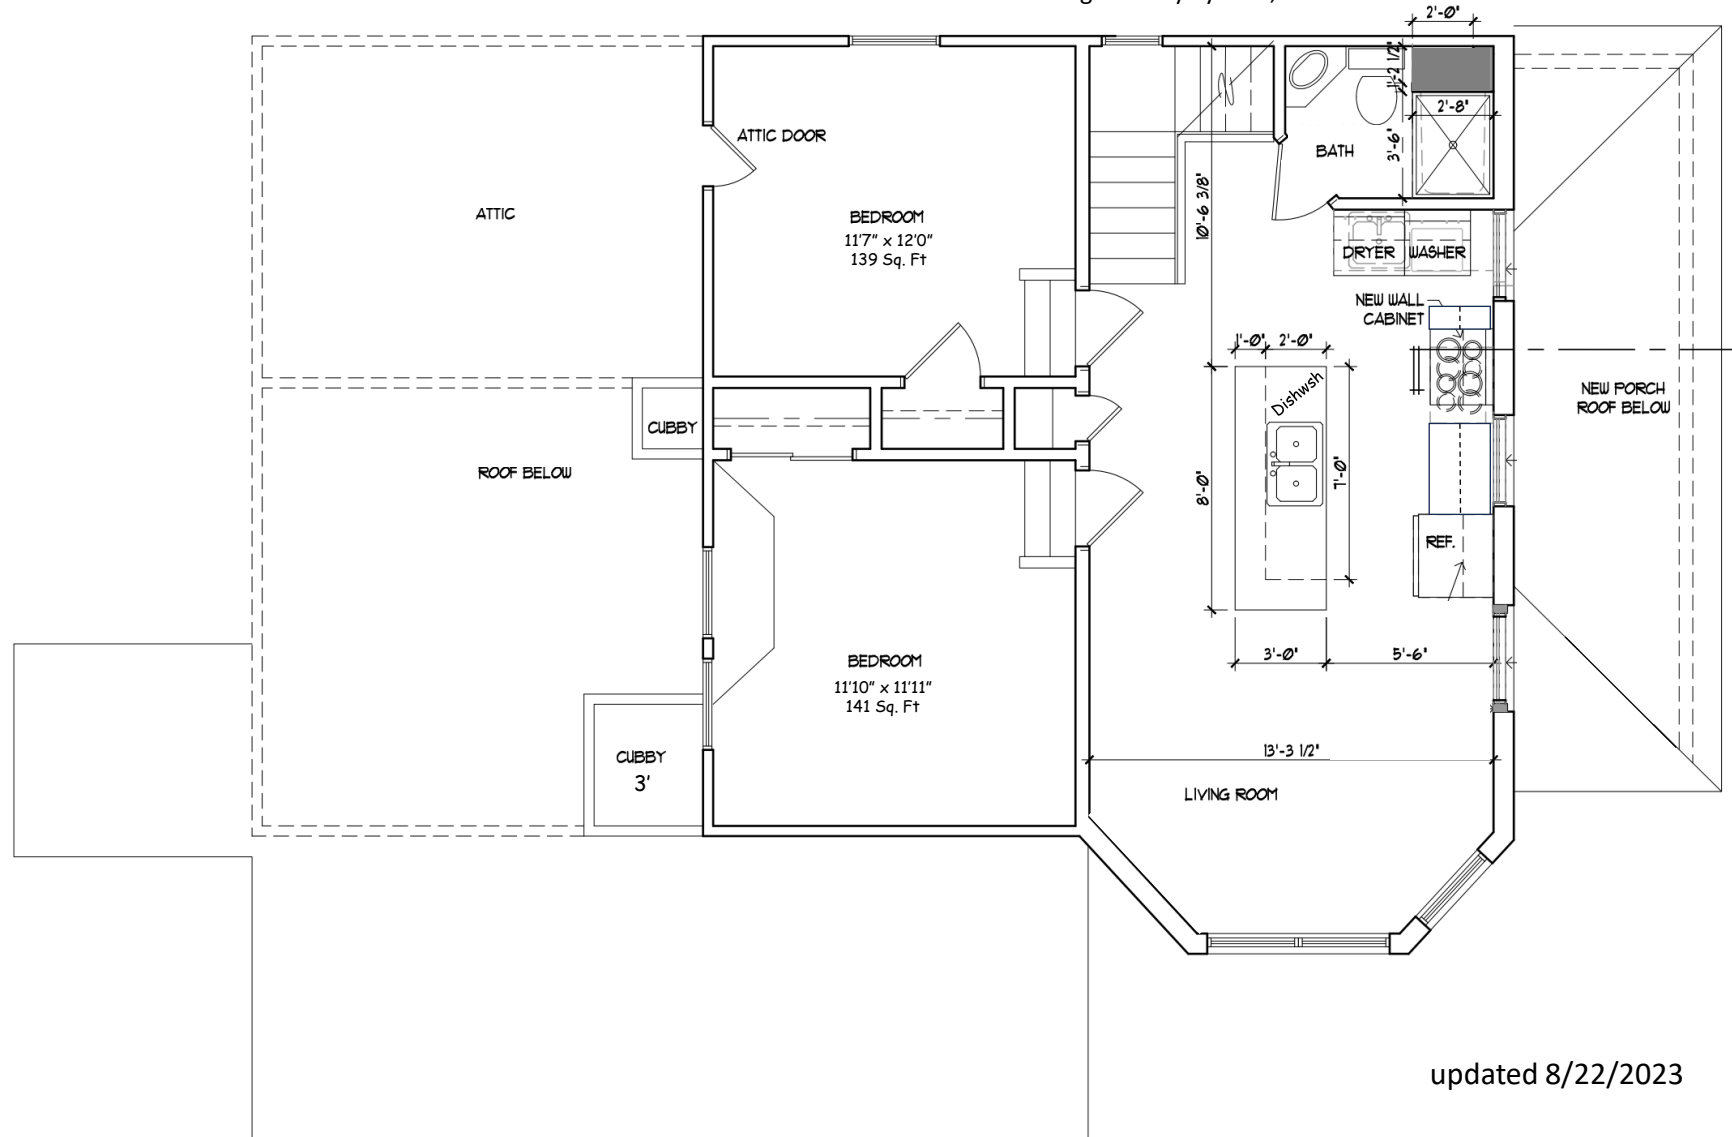 2'-0"
1'-2 1/2"
2'-8"
ATTIC DOOR
BATH
3'-6"
ATTIC
BEDROOM
11'7" x 12'0"
139 Sq. Ft
10'-6 3/8"
DRYER
WASHER
NEW WALL
CABINET
1'-0"
2'-0"
Dishwsh
NEW PORCH
ROOF BELOW
CUBBY
ROOF BELOW
8'-0"
7'-0"
REF.
BEDROOM
11'10" x 11'11"
141 Sq. Ft
3'-0"
5'-6"
CUBBY
3'
13'-3 1/2"
LIVING ROOM
updated 8/22/2023